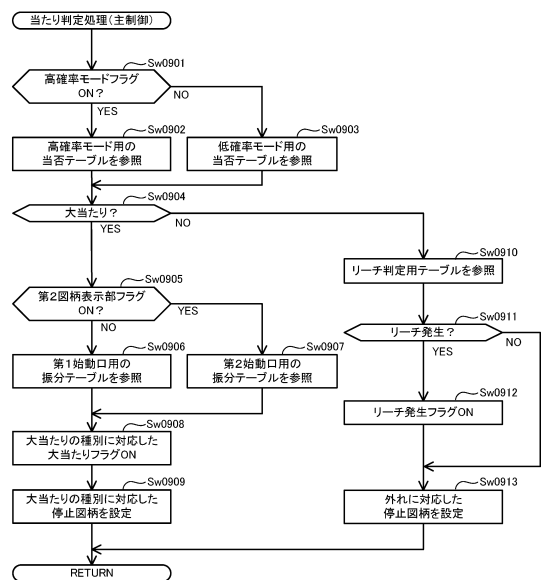 当たり判定処理(主制御)
Sw0901
高確率モードフラグ
ON?
NO
YES
Sw0902
高確率モード用の
当否テーブルを参照
Sw0903
低確率モード用の
当否テーブルを参照
Sw0904
大当たり?
YES
NO
Sw0905
第2図柄表示部フラグ
ON?
YES
NO
Sw0906
第1始動口用の
振分テーブルを参照
Sw0907
第2始動口用の
振分テーブルを参照
Sw0908
大当たりの種別に対応した
大当たりフラグON
Sw0909
大当たりの種別に対応した
停止図柄を設定
Sw0910
リーチ判定用テーブルを参照
Sw0911
リーチ発生?
NO
YES
Sw0912
リーチ発生フラグON
Sw0913
外れに対応した
停止図柄を設定
RETURN